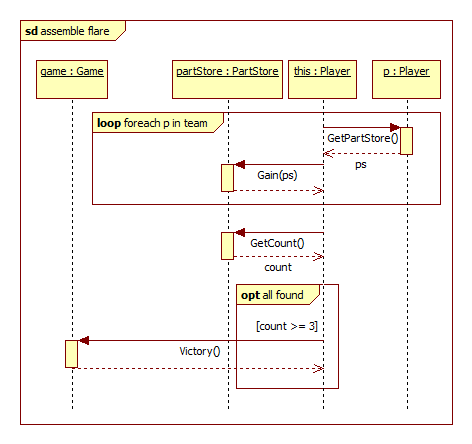 sd assemble flare
game : Game
partStore : PartStore
this : Player
p : Player
loop foreach p in team
GetPartStore()
ps
Gain(ps)
GetCount()
count
opt all found
[count >= 3]
Victory()